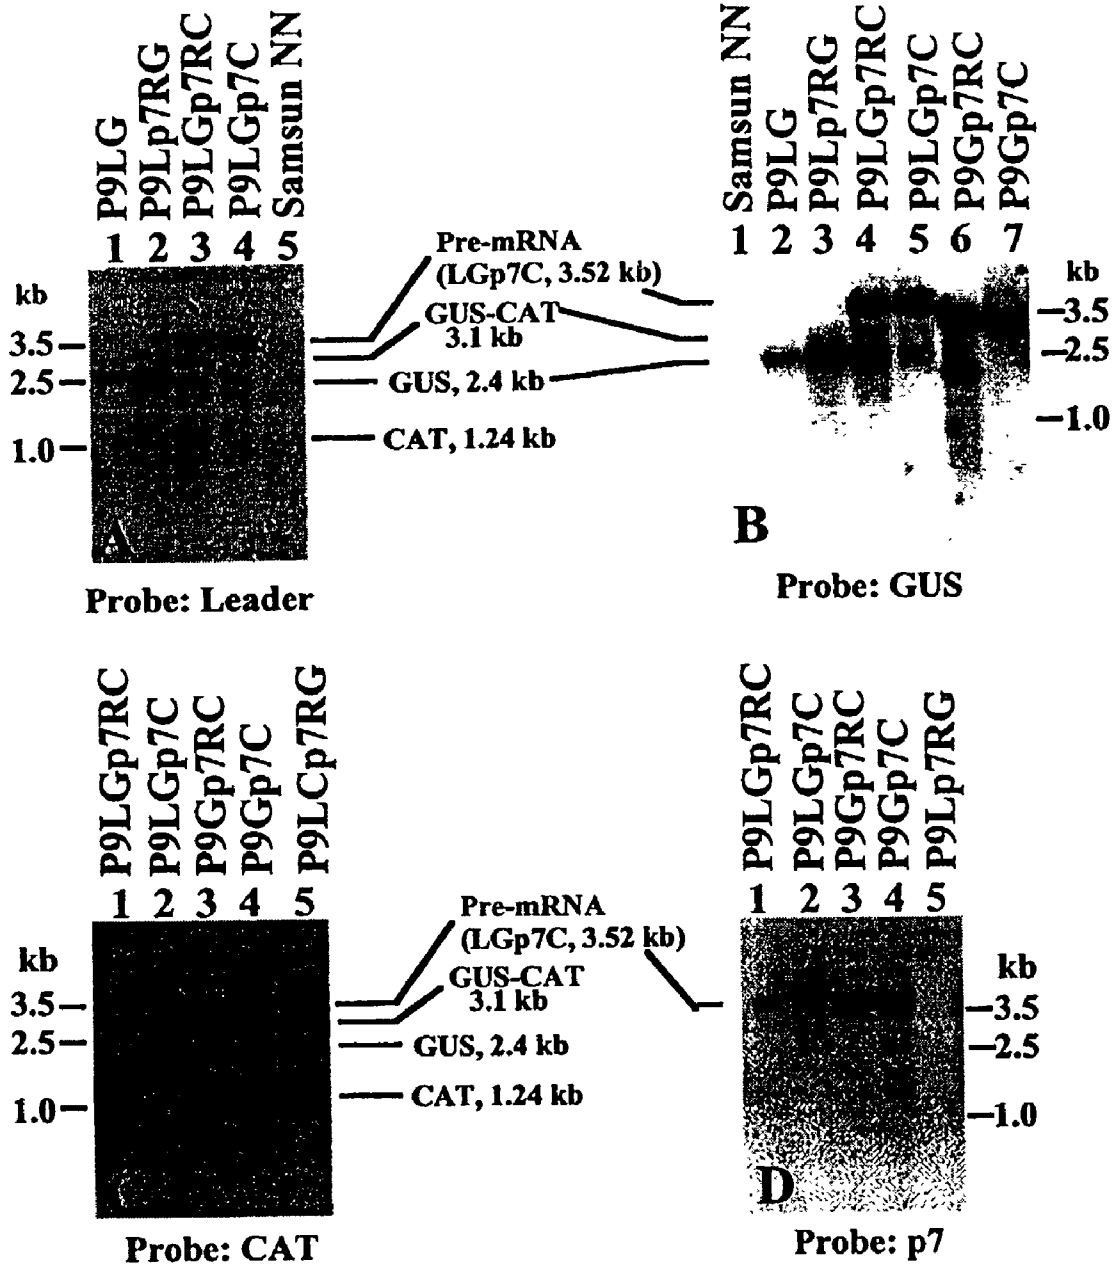 P9LG
P9Lp7RG
P9LGp7RC
P9LGp7C
Samsun NN
1 2 3 4 5
kb
3.5
2.5
1.0
A
Probe: Leader
Pre-mRNA
(LGp7C, 3.52 kb)
GUS-CAT
3.1 kb
GUS, 2.4 kb
CAT, 1.24 kb
Samsun NN
P9LG
P9Lp7RG
P9LGp7RC
P9LGp7C
P9Gp7RC
P9Gp7C
1 2 3 4 5 6 7
kb
3.5
2.5
1.0
B
Probe: GUS
P9LGp7RC
P9LGp7C
P9Gp7RC
P9Gp7C
P9LCp7RG
1 2 3 4 5
kb
3.5
2.5
1.0
C
Probe: CAT
Pre-mRNA
(LGp7C, 3.52 kb)
GUS-CAT
3.1 kb
GUS, 2.4 kb
CAT, 1.24 kb
P9LGp7RC
P9LGp7C
P9Gp7RC
P9Gp7C
P9Lp7RG
1 2 3 4 5
kb
3.5
2.5
1.0
D
Probe: p7